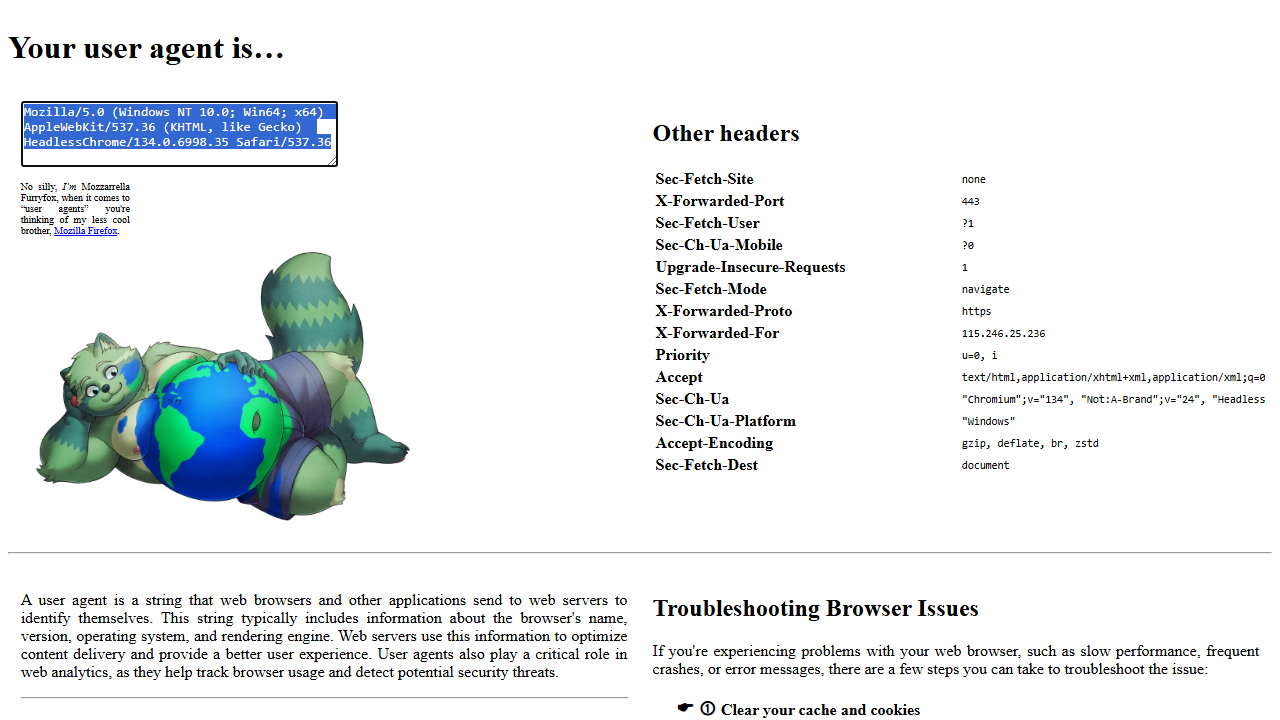 Your user agent is…
Mozilla/5.0 (Windows NT 10.0; Win64; x64)
AppleWebKit/537.36 (KHTML, like Gecko)
HeadlessChrome/134.0.6998.35 Safari/537.36
No silly, I'm Mozzarrella
Furryfox, when it comes to
“user agents” you're
thinking of my less cool
brother, Mozilla Firefox.
Other headers
Sec-Fetch-Site none
X-Forwarded-Port 443
Sec-Fetch-User ?1
Sec-Ch-Ua-Mobile ?0
Upgrade-Insecure-Requests 1
Sec-Fetch-Mode navigate
X-Forwarded-Proto https
X-Forwarded-For 115.246.25.236
Priority u=0, i
Accept text/html,application/xhtml+xml,application/xml;q=0
Sec-Ch-Ua "Chromium";v="134", "Not:A-Brand";v="24", "Headless
Sec-Ch-Ua-Platform "Windows"
Accept-Encoding gzip, deflate, br, zstd
Sec-Fetch-Dest document
A user agent is a string that web browsers and other applications send to web servers to
identify themselves. This string typically includes information about the browser's name,
version, operating system, and rendering engine. Web servers use this information to optimize
content delivery and provide a better user experience. User agents also play a critical role in
web analytics, as they help track browser usage and detect potential security threats.
Troubleshooting Browser Issues
If you're experiencing problems with your web browser, such as slow performance, frequent
crashes, or error messages, there are a few steps you can take to troubleshoot the issue:
☛ ① Clear your cache and cookies